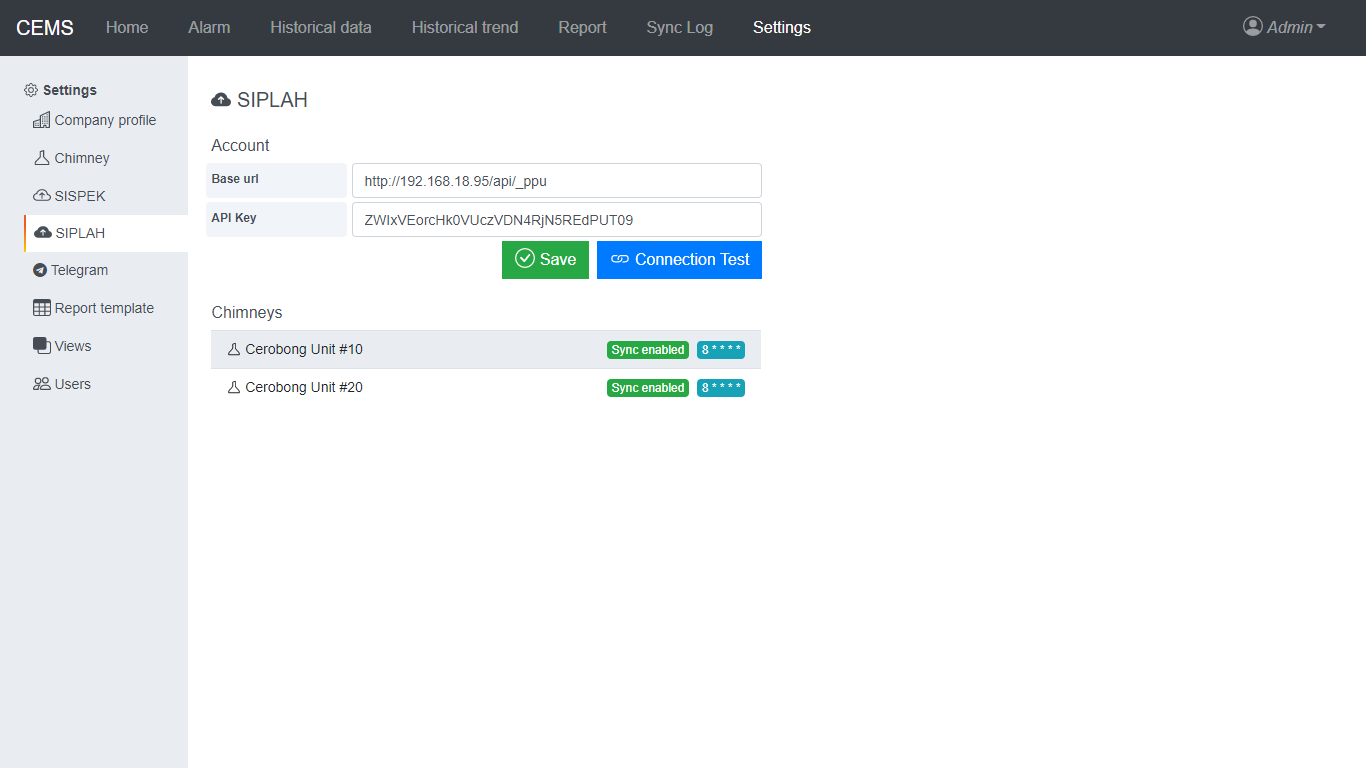 CEMS Home Alarm Historical data Historical trend Report Sync Log Settings Admin
Settings
Company profile
Chimney
SISPEK
SIPLAH
Telegram
Report template
Views
Users
SIPLAH
Account
Base url http://192.168.18.95/api/_ppu
API Key ZWIxVEorcHk0VUczVDN4RjN5REdPUT09
Save Connection Test
Chimneys
Cerobong Unit #10 Sync enabled 8 * * * *
Cerobong Unit #20 Sync enabled 8 * * * *